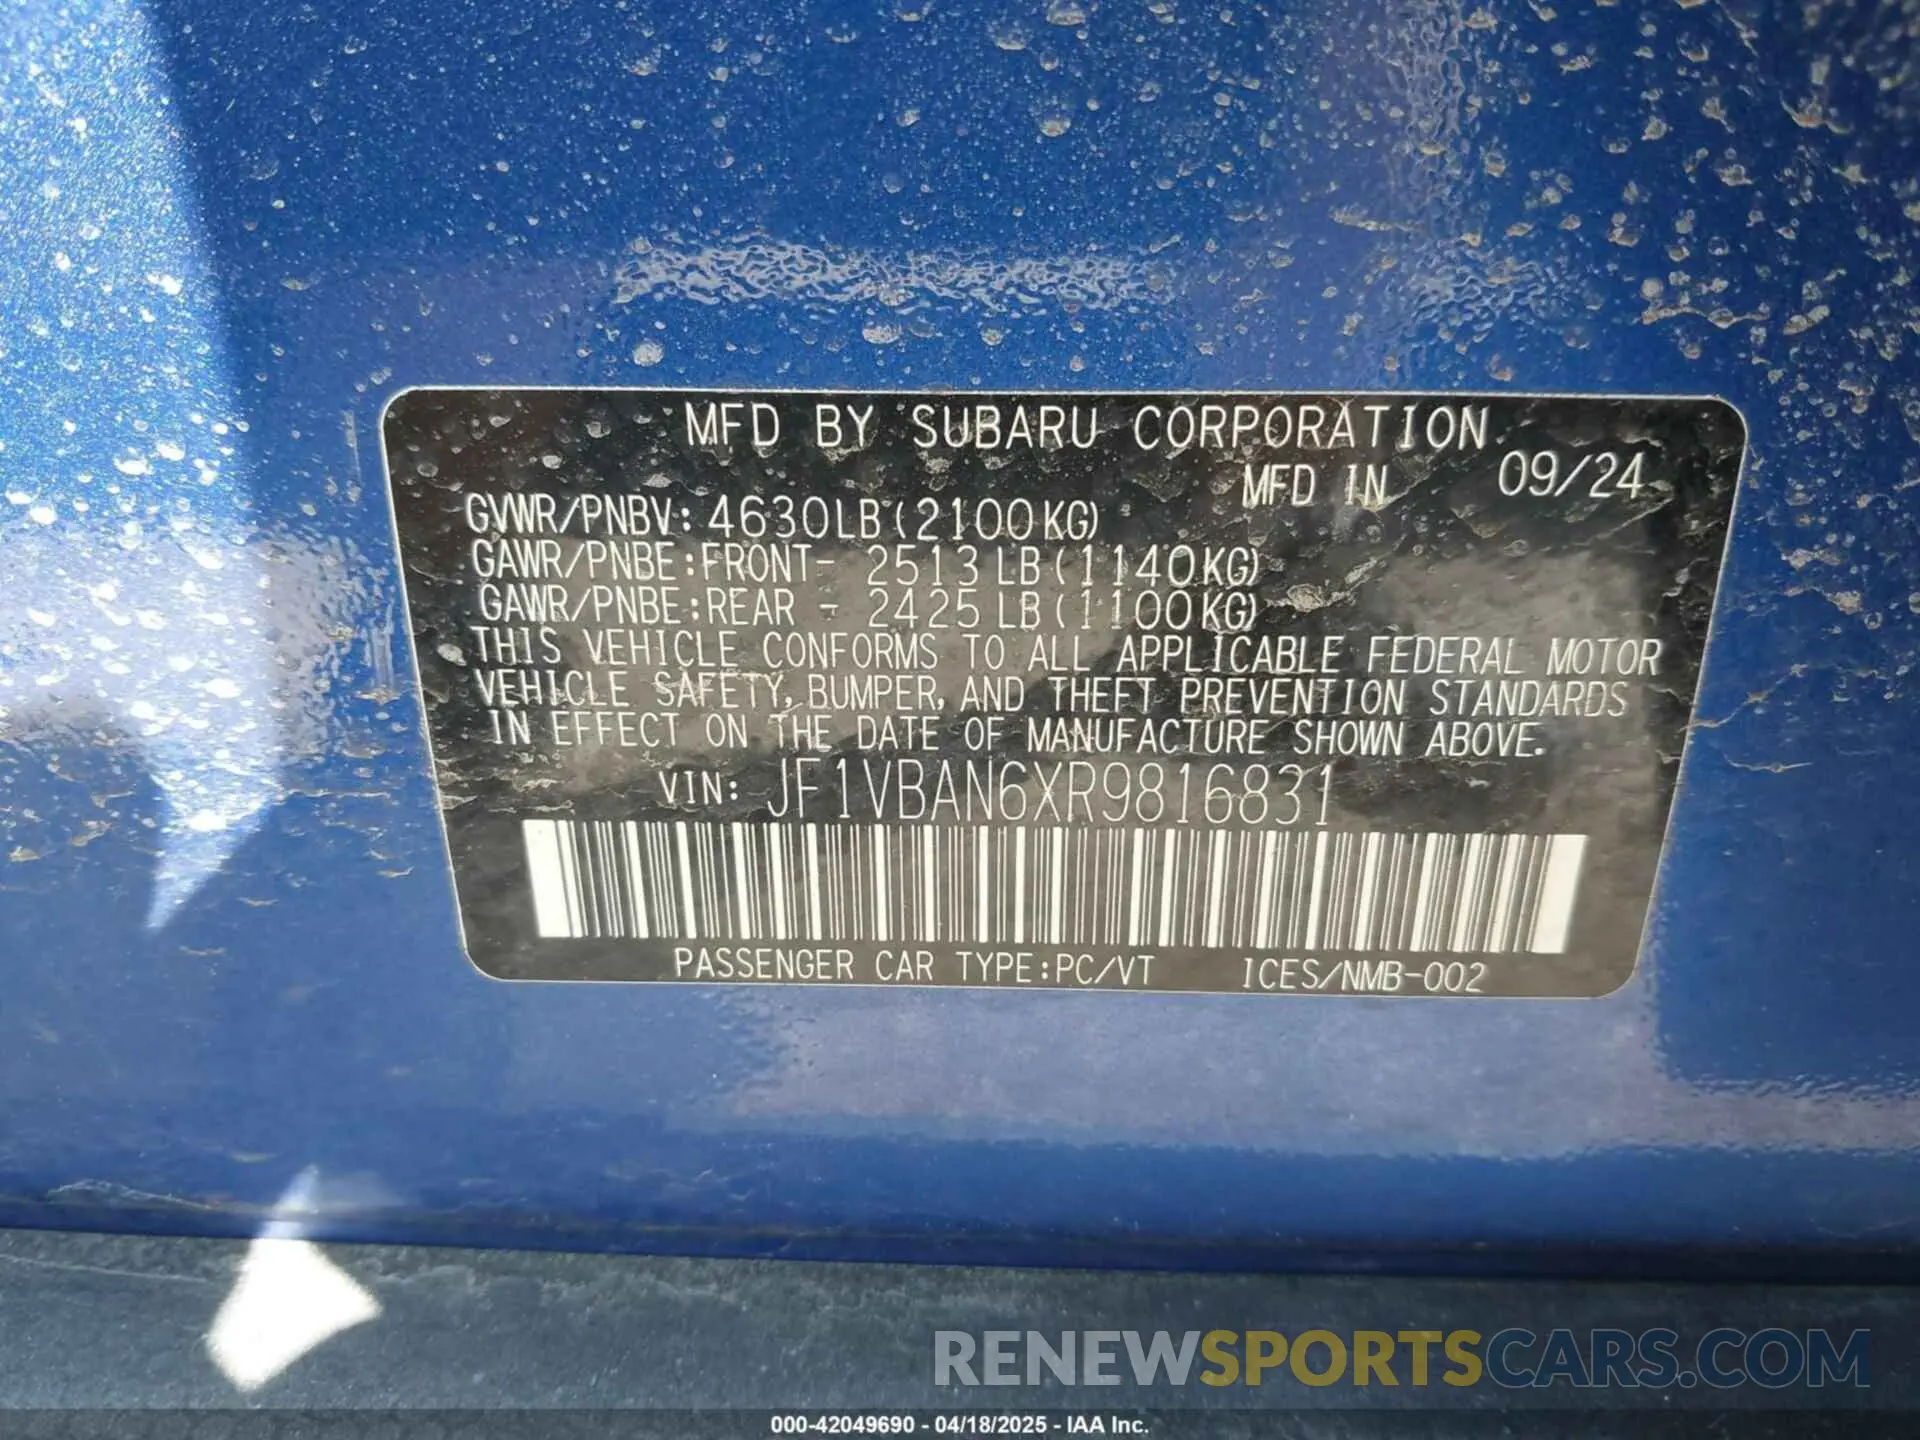 MFD BY SUBARU CORPORATION
MFD IN 09/24
GVWR/PNBV: 4630LB(2100KG)
GAWR/PNBE:FRONT- 2513 LB(1140KG)
GAWR/PNBE:REAR - 2425 LB(1100KG)
THIS VEHICLE CONFORMS TO ALL APPLICABLE FEDERAL MOTOR
VEHICLE SAFETY, BUMPER, AND THEFT PREVENTION STANDARDS
IN EFFECT ON THE DATE OF MANUFACTURE SHOWN ABOVE.
VIN: JF1VBAN6XR9816831
PASSENGER CAR TYPE:PC/VT ICES/NMB-002
RENEWSPORTSCARS.COM
000-42049690 - 04/18/2025 - IAA Inc.